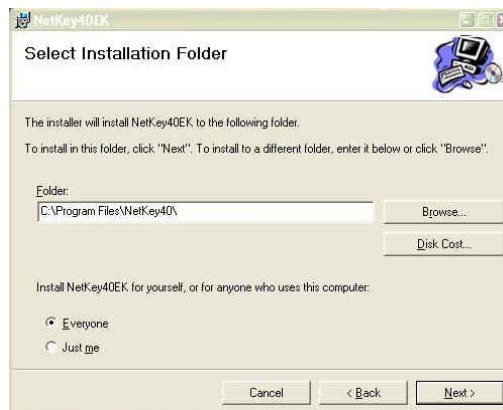 NetKey40EK
Select Installation Folder
The installer will install NetKey40EK to the following folder.
To install in this folder, click "Next". To install to a different folder, enter it below or click "Browse".
Folder:
C:\Program Files\NetKey40\
Browse...
Disk Cost...
Install NetKey40EK for yourself, or for anyone who uses this computer:
Everyone
Just me
Cancel
< Back
Next >